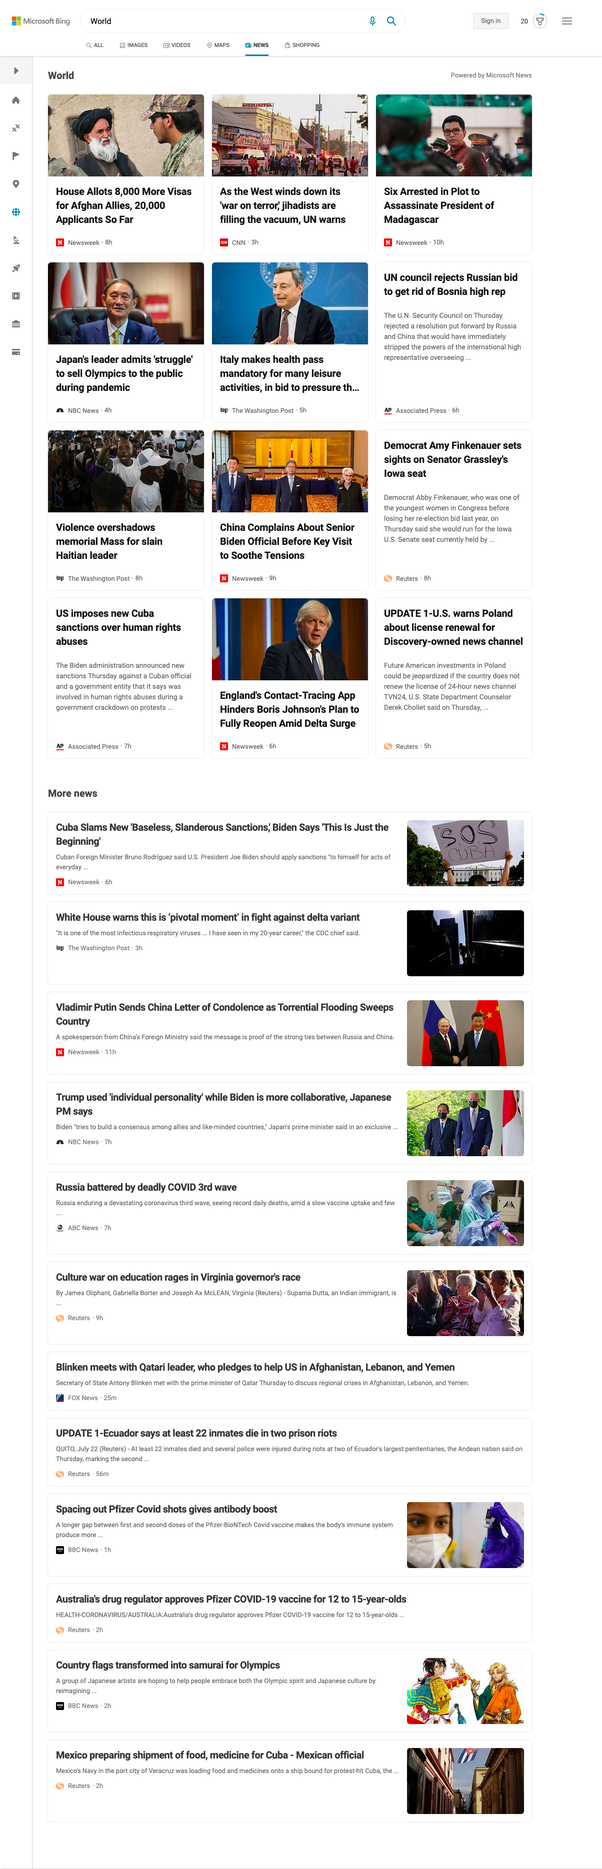 Microsoft Bing
World
Sign in
20
ALL
IMAGES
VIDEOS
MAPS
NEWS
SHOPPING
World
Powered by Microsoft News
House Allots 8,000 More Visas
for Afghan Allies, 20,000
Applicants So Far
Newsweek · 8h
As the West winds down its
'war on terror,' jihadists are
filling the vacuum, UN warns
CNN · 3h
Six Arrested in Plot to
Assassinate President of
Madagascar
Newsweek · 10h
Japan's leader admits 'struggle'
to sell Olympics to the public
during pandemic
NBC News · 4h
Italy makes health pass
mandatory for many leisure
activities, in bid to pressure th...
The Washington Post · 5h
UN council rejects Russian bid
to get rid of Bosnia high rep
The U.N. Security Council on Thursday
rejected a resolution put forward by Russia
and China that would have immediately
stripped the powers of the international high
representative overseeing ...
AP Associated Press · 6h
Violence overshadows
memorial Mass for slain
Haitian leader
The Washington Post · 8h
China Complains About Senior
Biden Official Before Key Visit
to Soothe Tensions
Newsweek · 9h
Democrat Amy Finkenauer sets
sights on Senator Grassley's
Iowa seat
Democrat Abby Finkenauer, who was one of
the youngest women in Congress before
losing her re-election bid last year, on
Thursday said she would run for the Iowa
U.S. Senate seat currently held by ...
Reuters · 8h
US imposes new Cuba
sanctions over human rights
abuses
The Biden administration announced new
sanctions Thursday against a Cuban official
and a government entity that it says was
involved in human rights abuses during a
government crackdown on protests ...
AP Associated Press · 7h
England's Contact-Tracing App
Hinders Boris Johnson's Plan to
Fully Reopen Amid Delta Surge
Newsweek · 6h
UPDATE 1-U.S. warns Poland
about license renewal for
Discovery-owned news channel
Future American investments in Poland
could be jeopardized if the country does not
renew the license of 24-hour news channel
TVN24, U.S. State Department Counselor
Derek Chollet said on Thursday, ...
Reuters · 5h
More news
Cuba Slams New 'Baseless, Slanderous Sanctions,' Biden Says 'This Is Just the
Beginning'
Cuban Foreign Minister Bruno Rodríguez said U.S. President Joe Biden should apply sanctions "to himself for acts of
everyday ...
Newsweek · 6h
SOS
CUBA
White House warns this is 'pivotal moment' in fight against delta variant
"It is one of the most infectious respiratory viruses ... I have seen in my 20-year career," the CDC chief said.
The Washington Post · 3h
Vladimir Putin Sends China Letter of Condolence as Torrential Flooding Sweeps
Country
A spokesperson from China's Foreign Ministry said the message is proof of the strong ties between Russia and China.
Newsweek · 11h
Trump used 'individual personality' while Biden is more collaborative, Japanese
PM says
Biden "tries to build a consensus among allies and like-minded countries," Japan's prime minister said in an exclusive ...
NBC News · 7h
Russia battered by deadly COVID 3rd wave
Russia enduring a devastating coronavirus third wave, seeing record daily deaths, amid a slow vaccine uptake and few
...
ABC News · 7h
Culture war on education rages in Virginia governor's race
By James Oliphant, Gabriella Borter and Joseph Ax McLEAN, Virginia (Reuters) - Suparna Dutta, an Indian immigrant, is
...
Reuters · 9h
Blinken meets with Qatari leader, who pledges to help US in Afghanistan, Lebanon, and Yemen
Secretary of State Antony Blinken met with the prime minister of Qatar Thursday to discuss regional crises in Afghanistan, Lebanon, and Yemen.
FOX News · 25m
UPDATE 1-Ecuador says at least 22 inmates die in two prison riots
QUITO, July 22 (Reuters) - At least 22 inmates died and several police were injured during riots at two of Ecuador's largest penitentiaries, the Andean nation said on
Thursday, marking the second ...
Reuters · 56m
Spacing out Pfizer Covid shots gives antibody boost
A longer gap between first and second doses of the Pfizer-BioNTech Covid vaccine makes the body's immune system
produce more ...
BBC News · 1h
Australia's drug regulator approves Pfizer COVID-19 vaccine for 12 to 15-year-olds
HEALTH-CORONAVIRUS/AUSTRALIA:Australia's drug regulator approves Pfizer COVID-19 vaccine for 12 to 15-year-olds ...
Reuters · 2h
Country flags transformed into samurai for Olympics
A group of Japanese artists are hoping to help people embrace both the Olympic spirit and Japanese culture by
reimagining ...
BBC News · 2h
Mexico preparing shipment of food, medicine for Cuba - Mexican official
Mexico's Navy in the port city of Veracruz was loading food and medicines onto a ship bound for protest-hit Cuba, the ...
Reuters · 2h